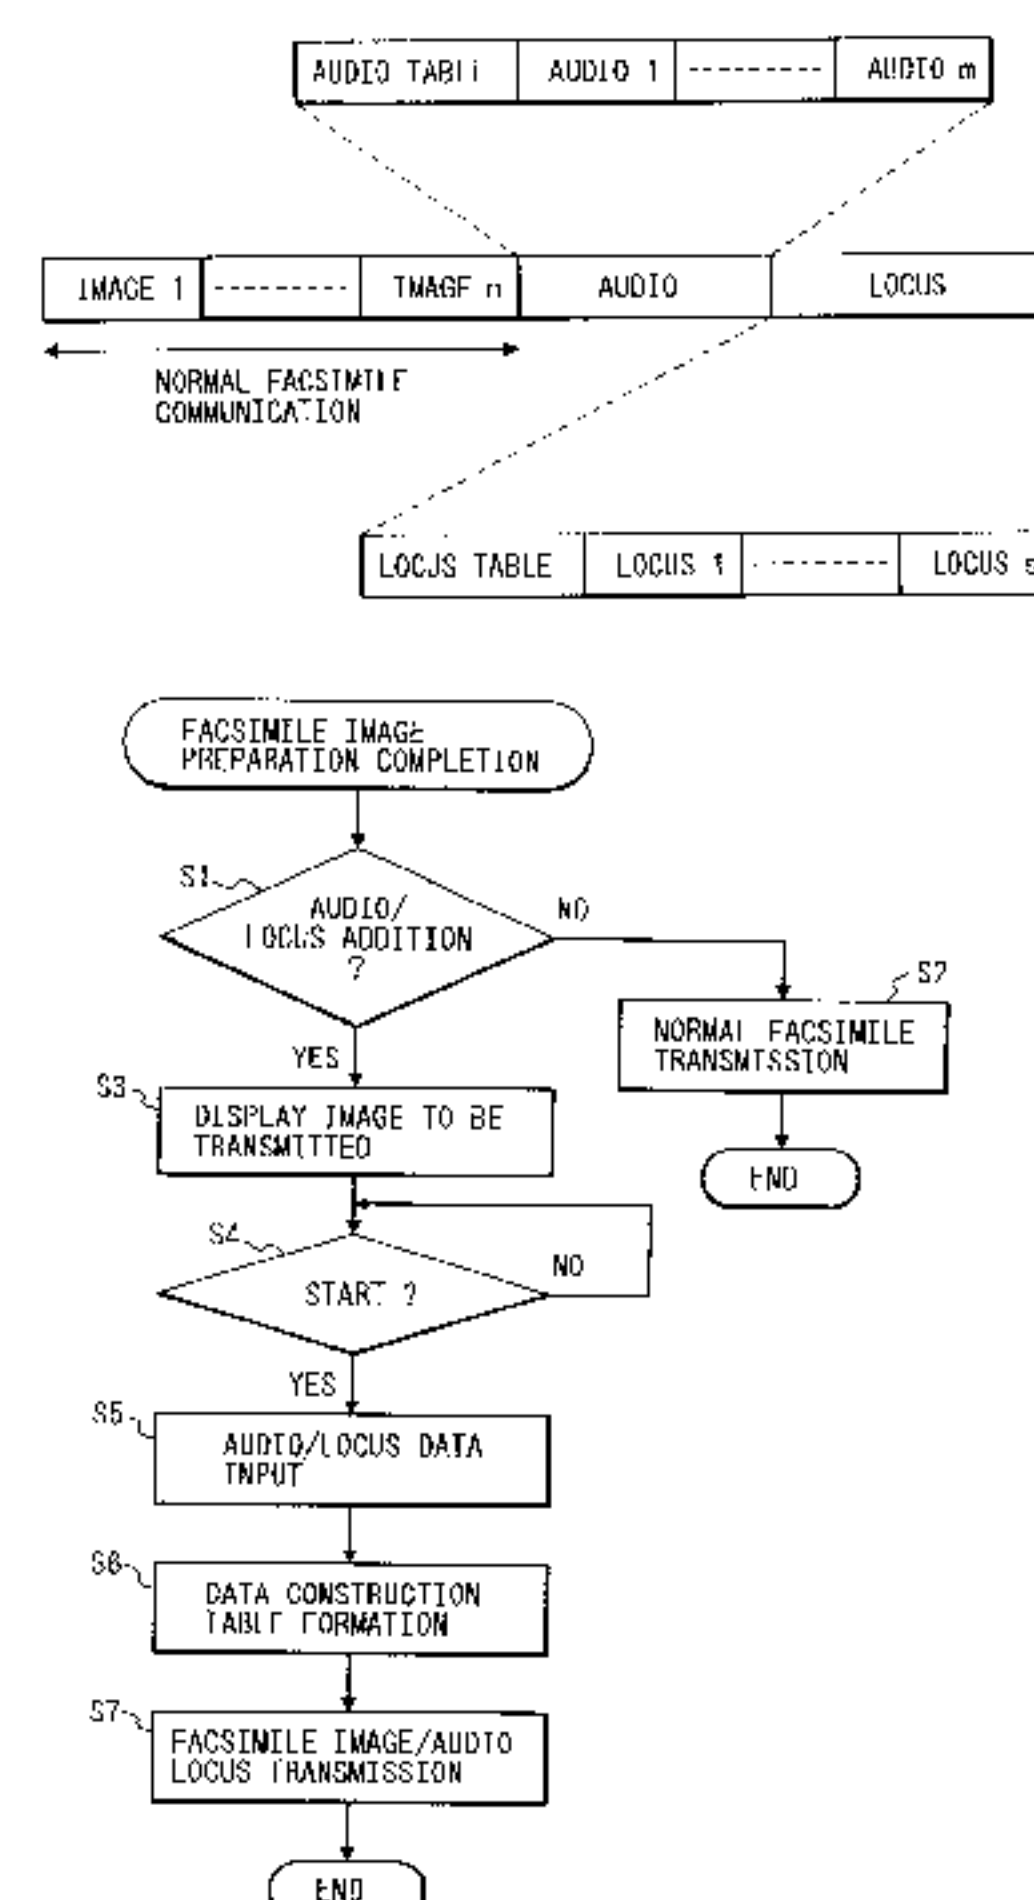 AUDIO TABLE AUDIO 1 AUDIO m
IMAGE 1 IMAGE n AUDIO LOCUS
NORMAL FACSIMILE
COMMUNICATION
LOCUS TABLE LOCUS 1 LOCUS
FACSIMILE IMAGE
PREPARATION COMPLETION
S1
AUDIO/
LOCUS ADDITION
?
NO
S2
NORMAL FACSIMILE
TRANSMISSION
END
YES
S3
DISPLAY IMAGE TO BE
TRANSMITTED
S4
START ?
NO
YES
S5
AUDIO/LOCUS DATA
INPUT
S6
DATA CONSTRUCTION
TABLE FORMATION
S7
FACSIMILE IMAGE/AUDIO
LOCUS TRANSMISSION
END